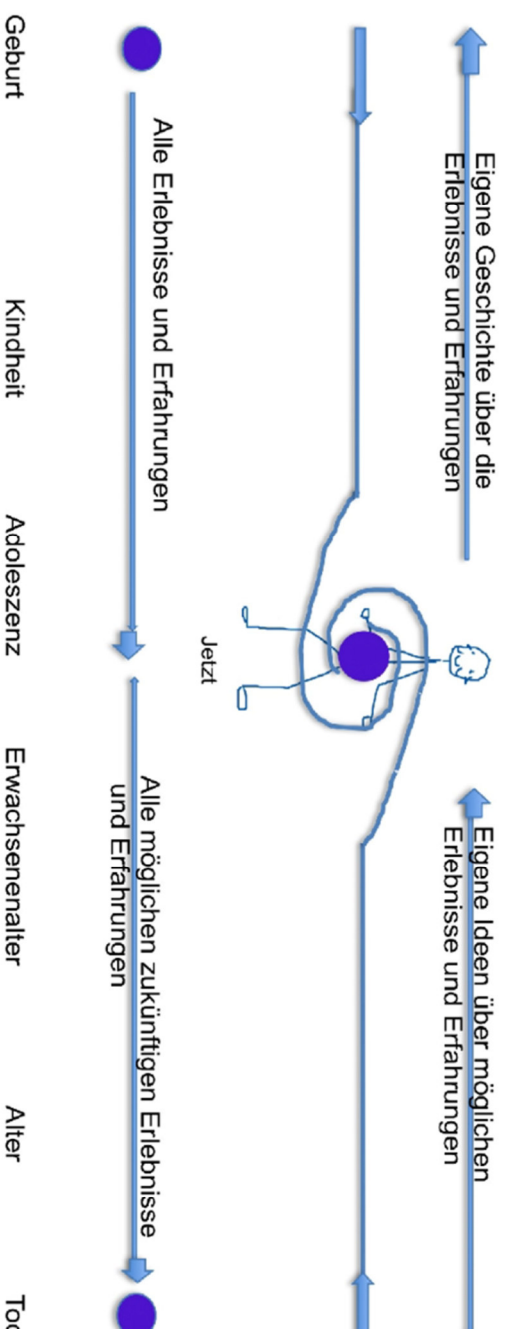 Eigene Geschichte über die
Erlebnisse und Erfahrungen
Eigene Ideen über möglichen
Erlebnisse und Erfahrungen
Jetzt
Alle Erlebnisse und Erfahrungen
Alle möglichen zukünftigen Erlebnisse
und Erfahrungen
Geburt
Kindheit
Adoleszenz
Erwachsenenalter
Alter